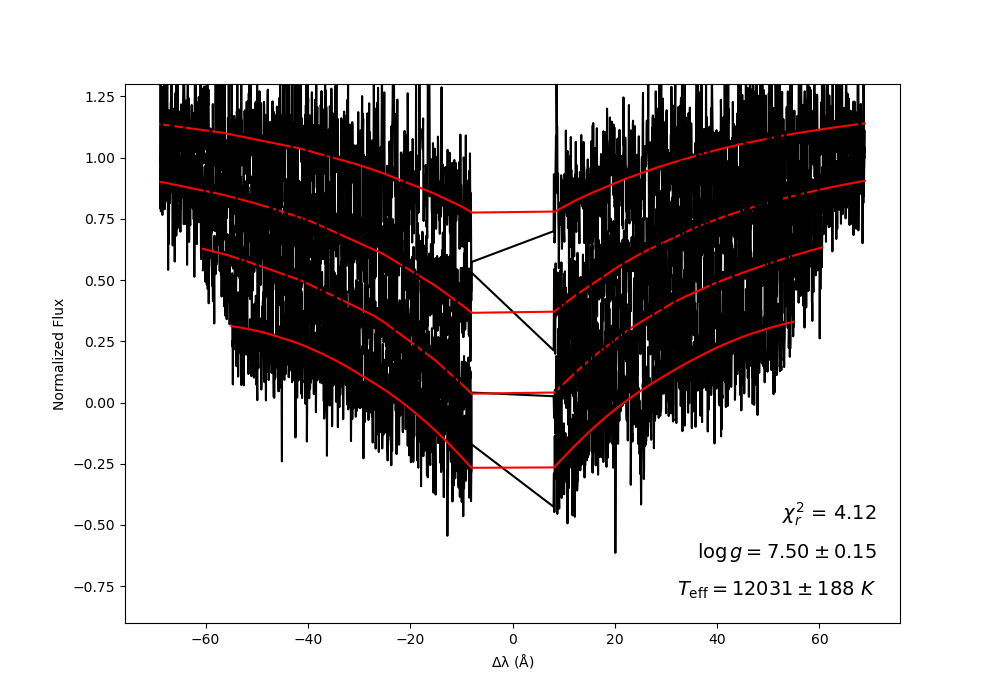 1.25
1.00
0.75
0.50
0.25
0.00
−0.25
−0.50
−0.75
Normalized Flux
χ²ᵣ = 4.12
log g = 7.50 ± 0.15
T_eff = 12031 ± 188 K
−60 −40 −20 0 20 40 60
Δλ (Å)